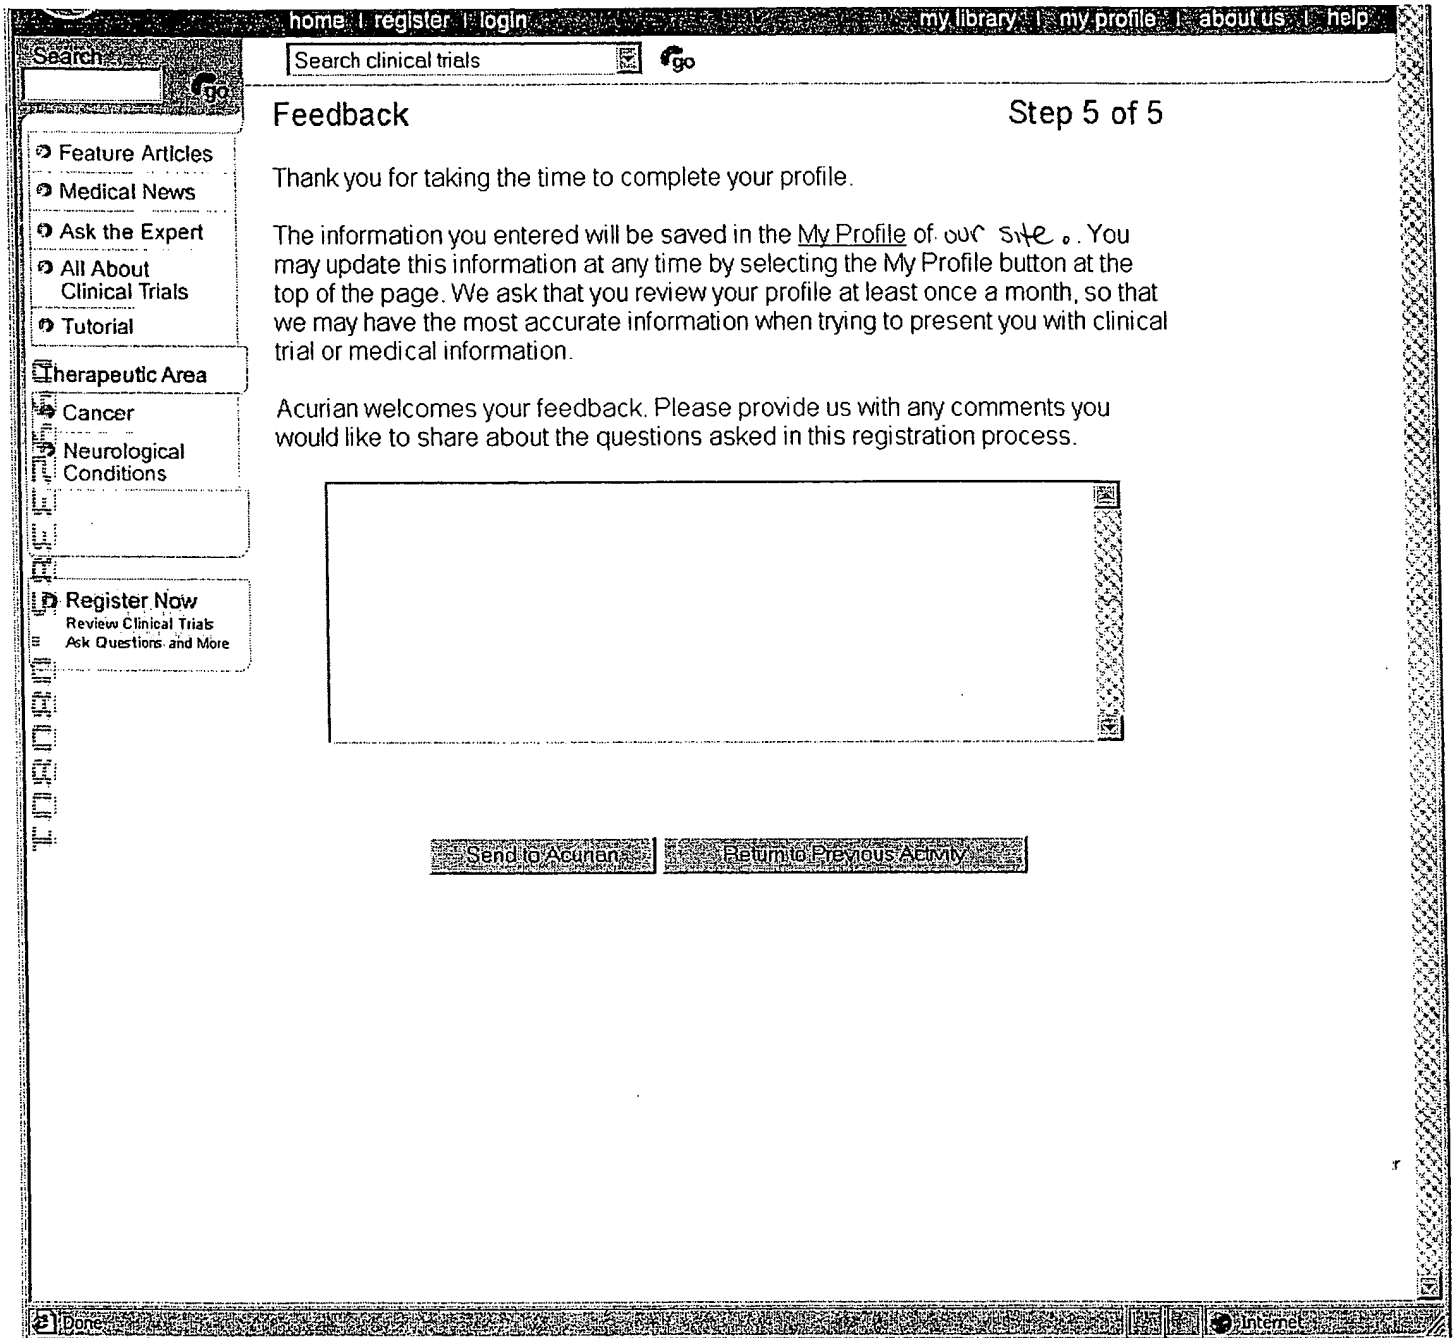 home | register | login
my library | my profile | about us | help
Search
go
Search clinical trials
go
Feedback
Step 5 of 5
Feature Articles
Medical News
Ask the Expert
All About
Clinical Trials
Tutorial
Therapeutic Area
Cancer
Neurological
Conditions
Register Now
Review Clinical Trials
Ask Questions and More
Thank you for taking the time to complete your profile.
The information you entered will be saved in the My Profile of our site. You
may update this information at any time by selecting the My Profile button at the
top of the page. We ask that you review your profile at least once a month, so that
we may have the most accurate information when trying to present you with clinical
trial or medical information.
Acurian welcomes your feedback. Please provide us with any comments you
would like to share about the questions asked in this registration process.
Send to Acurian
Return to Previous Activity
Done
Internet